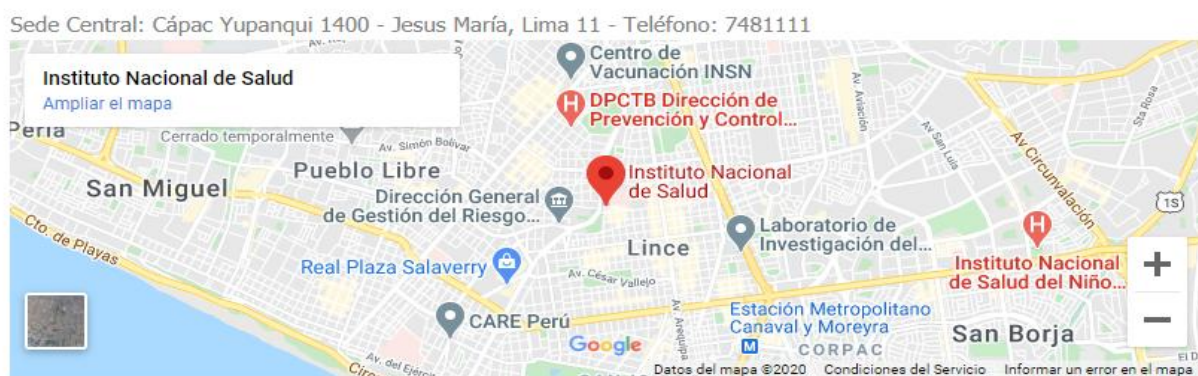 Sede Central: Cápac Yupanqui 1400 - Jesus María, Lima 11 - Teléfono: 7481111
Instituto Nacional de Salud
Ampliar el mapa
Centro de
Vacunación INSN
DPCTB Dirección de
Prevención y Control...
Av. Aviación
Sta Rosa
Perla
Cerrado temporalmente
Av. Simón Bolívar
Av San Luis
Av Circunvalación
Pueblo Libre
San Miguel
Instituto Nacional
de Salud
Dirección General
de Gestión del Riesgo...
1S
Cto. de Playas
Laboratorio de
Investigación del...
Lince
Real Plaza Salaverry
Av. César Vallejo
Instituto Nacional
de Salud del Niño...
+
−
CARE Perú
Av. Arequipa
Estación Metropolitano
Canaval y Moreyra
M
CORPAC
San Borja
Google
Av. del Ejército
Datos del mapa ©2020
Condiciones del Servicio
Informar un error en el mapa